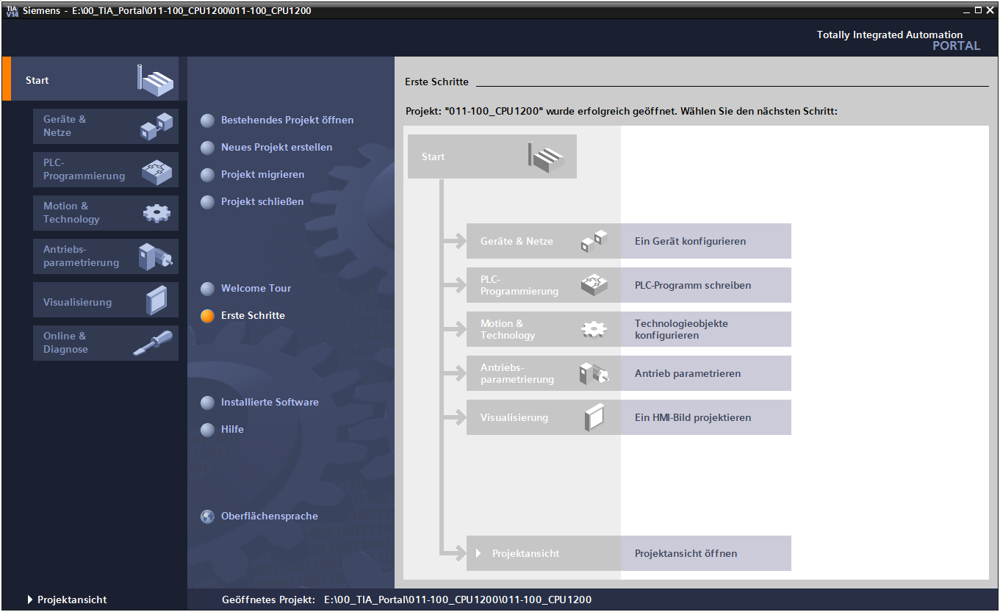 TIA
V14
Siemens - E:\00_TIA_Portal\011-100_CPU1200\011-100_CPU1200
Totally Integrated Automation
PORTAL
Start
Geräte &
Netze
PLC-
Programmierung
Motion &
Technology
Antriebs-
parametrierung
Visualisierung
Online &
Diagnose
Bestehendes Projekt öffnen
Neues Projekt erstellen
Projekt migrieren
Projekt schließen
Welcome Tour
Erste Schritte
Installierte Software
Hilfe
Oberflächensprache
Erste Schritte
Projekt: "011-100_CPU1200" wurde erfolgreich geöffnet. Wählen Sie den nächsten Schritt:
Start
Geräte & Netze
Ein Gerät konfigurieren
PLC-
Programmierung
PLC-Programm schreiben
Motion &
Technology
Technologieobjekte
konfigurieren
Antriebs-
parametrierung
Antrieb parametrieren
Visualisierung
Ein HMI-Bild projektieren
Projektansicht
Projektansicht öffnen
Projektansicht
Geöffnetes Projekt: E:\00_TIA_Portal\011-100_CPU1200\011-100_CPU1200